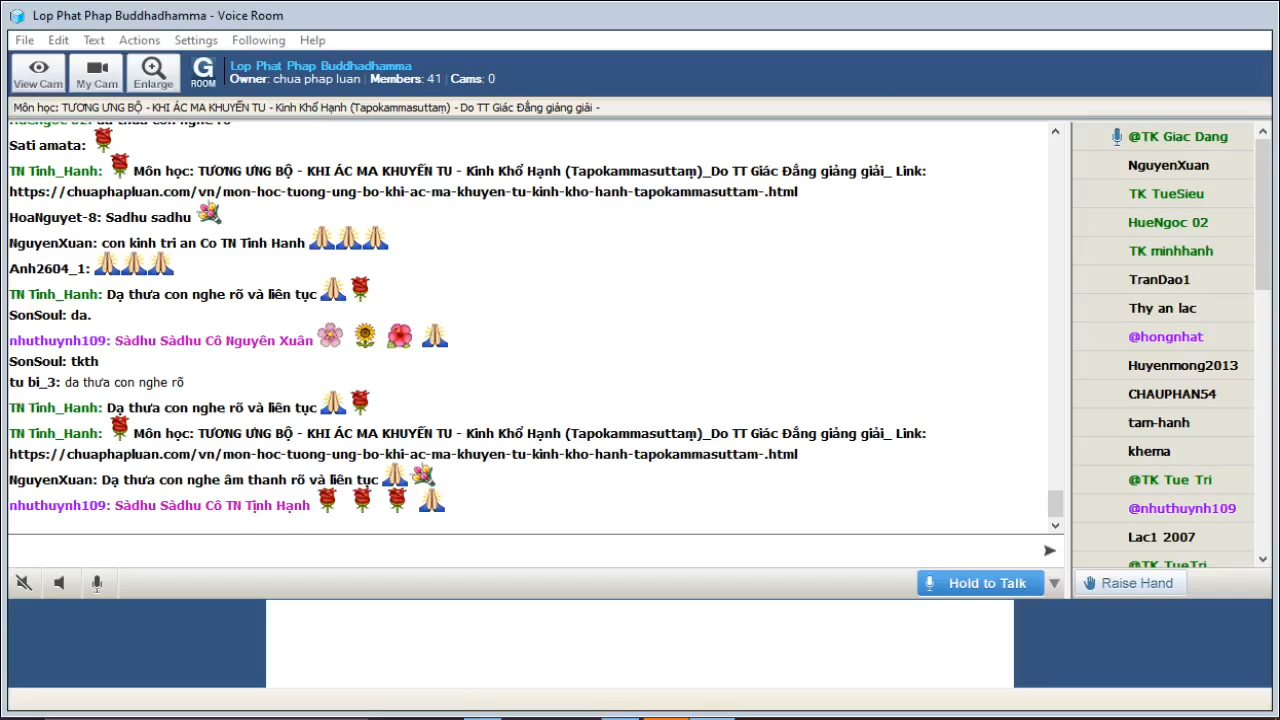 Lop Phat Phap Buddhadhamma - Voice Room
File Edit Text Actions Settings Following Help
View Cam My Cam Enlarge G ROOM
Lop Phat Phap Buddhadhamma
Owner: chua phap luan Members: 41 Cams: 0
Môn học: TƯƠNG ƯNG BỘ - KHI ÁC MA KHUYẾN TU - Kinh Khổ Hạnh (Tapokammasuttaṃ) - Do TT Giác Đẳng giảng giải -
Sati amata:
TN Tinh_Hanh: Môn học: TƯƠNG ƯNG BỘ - KHI ÁC MA KHUYẾN TU - Kinh Khổ Hạnh (Tapokammasuttaṃ)_Do TT Giác Đẳng giảng giải_ Link:
https://chuaphapluan.com/vn/mon-hoc-tuong-ung-bo-khi-ac-ma-khuyen-tu-kinh-kho-hanh-tapokammasuttam-.html
HoaNguyet-8: Sadhu sadhu
NguyenXuan: con kinh tri an Co TN Tinh Hanh
Anh2604_1:
TN Tinh_Hanh: Dạ thưa con nghe rõ và liên tục
SonSoul: da.
nhuthuynh109: Sàdhu Sàdhu Cô Nguyên Xuân
SonSoul: tkth
tu bi_3: da thưa con nghe rõ
TN Tinh_Hanh: Dạ thưa con nghe rõ và liên tục
TN Tinh_Hanh: Môn học: TƯƠNG ƯNG BỘ - KHI ÁC MA KHUYẾN TU - Kinh Khổ Hạnh (Tapokammasuttaṃ)_Do TT Giác Đẳng giảng giải_ Link:
https://chuaphapluan.com/vn/mon-hoc-tuong-ung-bo-khi-ac-ma-khuyen-tu-kinh-kho-hanh-tapokammasuttam-.html
NguyenXuan: Dạ thưa con nghe âm thanh rõ và liên tục
nhuthuynh109: Sàdhu Sàdhu Cô TN Tịnh Hạnh
Hold to Talk
@TK Giac Dang
NguyenXuan
TK TueSieu
HueNgoc 02
TK minhhanh
TranDao1
Thy an lac
@hongnhat
Huyenmong2013
CHAUPHAN54
tam-hanh
khema
@TK Tue Tri
@nhuthuynh109
Lac1 2007
@TK TueTri
Raise Hand